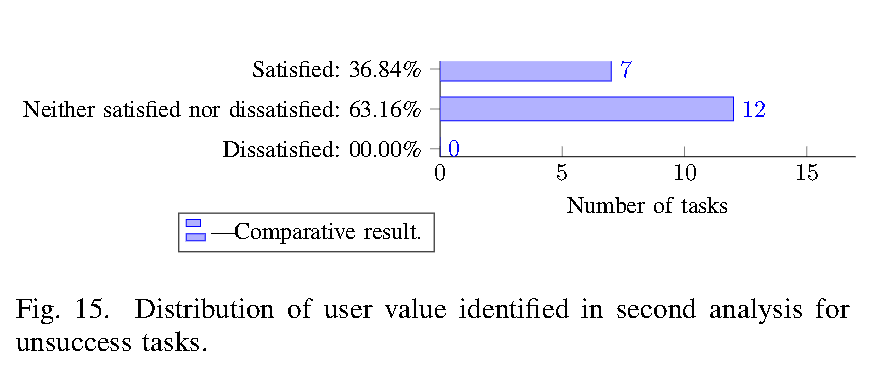 Satisfied: 36.84% 7
Neither satisfied nor dissatisfied: 63.16% 12
Dissatisfied: 00.00% 0
0 5 10 15
Number of tasks
—Comparative result.
Fig. 15. Distribution of user value identified in second analysis for
unsuccess tasks.